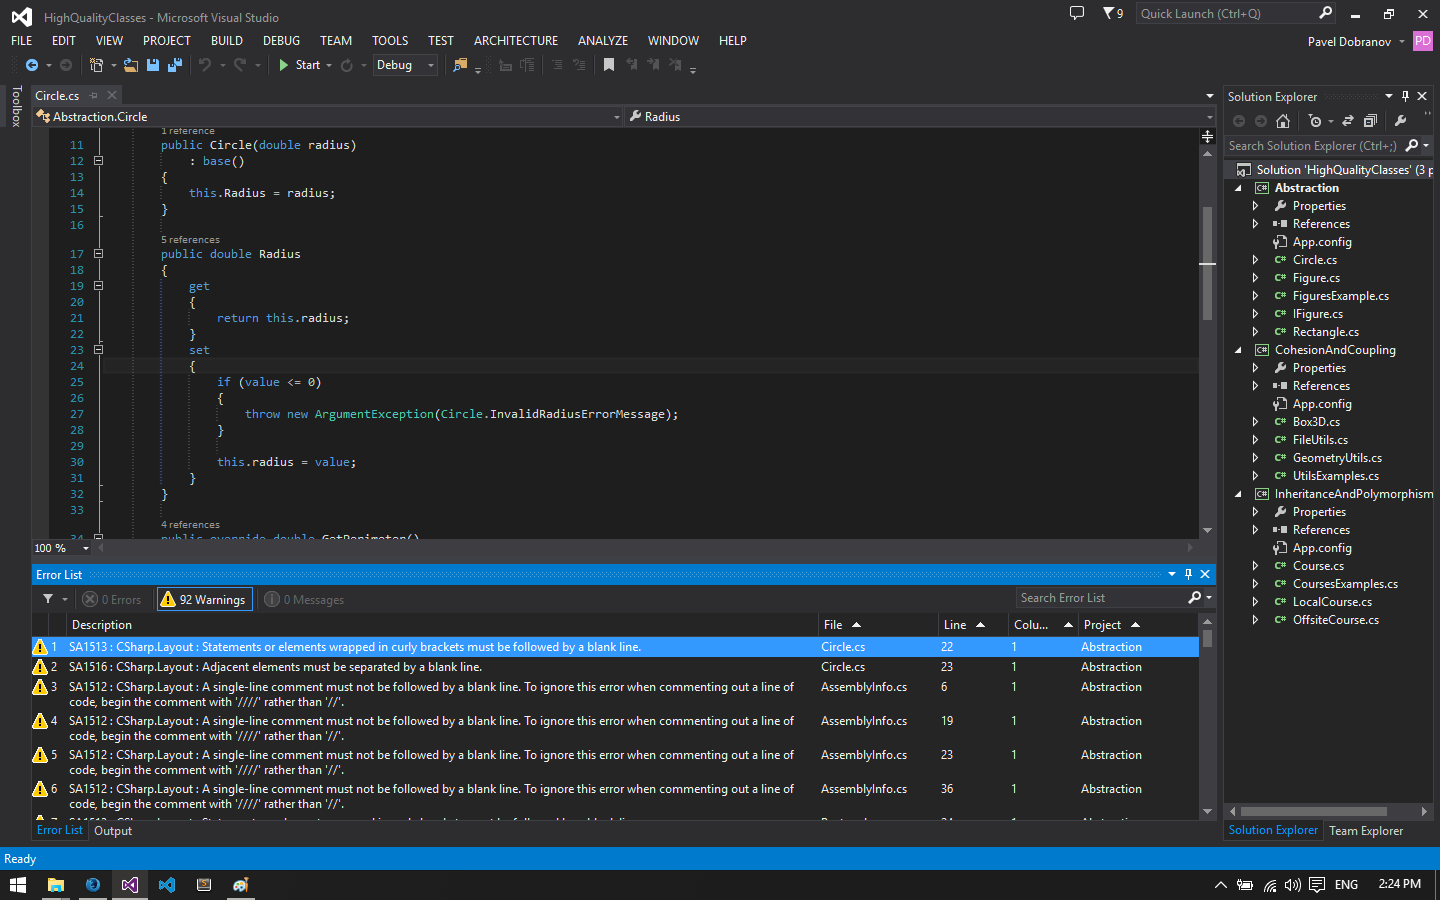 HighQualityClasses - Microsoft Visual Studio
9
Quick Launch (Ctrl+Q)
FILE EDIT VIEW PROJECT BUILD DEBUG TEAM TOOLS TEST ARCHITECTURE ANALYZE WINDOW HELP
Pavel Dobranov
PD
Start
Debug
Toolbox
Circle.cs
Abstraction.Circle
Radius
1 reference
11 public Circle(double radius)
12 : base()
13 {
14 this.Radius = radius;
15 }
16
5 references
17 public double Radius
18 {
19 get
20 {
21 return this.radius;
22 }
23 set
24 {
25 if (value <= 0)
26 {
27 throw new ArgumentException(Circle.InvalidRadiusErrorMessage);
28 }
29
30 this.radius = value;
31 }
32 }
33
4 references
34 public override double GetPerimeter()
100 %
Error List
0 Errors
92 Warnings
0 Messages
Search Error List
Description File Line Colu... Project
1 SA1513 : CSharp.Layout : Statements or elements wrapped in curly brackets must be followed by a blank line. Circle.cs 22 1 Abstraction
2 SA1516 : CSharp.Layout : Adjacent elements must be separated by a blank line. Circle.cs 23 1 Abstraction
3 SA1512 : CSharp.Layout : A single-line comment must not be followed by a blank line. To ignore this error when commenting out a line of AssemblyInfo.cs 6 1 Abstraction
code, begin the comment with '////' rather than '//'.
4 SA1512 : CSharp.Layout : A single-line comment must not be followed by a blank line. To ignore this error when commenting out a line of AssemblyInfo.cs 19 1 Abstraction
code, begin the comment with '////' rather than '//'.
5 SA1512 : CSharp.Layout : A single-line comment must not be followed by a blank line. To ignore this error when commenting out a line of AssemblyInfo.cs 23 1 Abstraction
code, begin the comment with '////' rather than '//'.
6 SA1512 : CSharp.Layout : A single-line comment must not be followed by a blank line. To ignore this error when commenting out a line of AssemblyInfo.cs 36 1 Abstraction
code, begin the comment with '////' rather than '//'.
Error List Output
Solution Explorer
Search Solution Explorer (Ctrl+;)
Solution 'HighQualityClasses' (3 p
Abstraction
Properties
References
App.config
Circle.cs
Figure.cs
FiguresExample.cs
IFigure.cs
Rectangle.cs
CohesionAndCoupling
Properties
References
App.config
Box3D.cs
FileUtils.cs
GeometryUtils.cs
UtilsExamples.cs
InheritanceAndPolymorphism
Properties
References
App.config
Course.cs
CoursesExamples.cs
LocalCourse.cs
OffsiteCourse.cs
Solution Explorer Team Explorer
Ready
ENG
2:24 PM